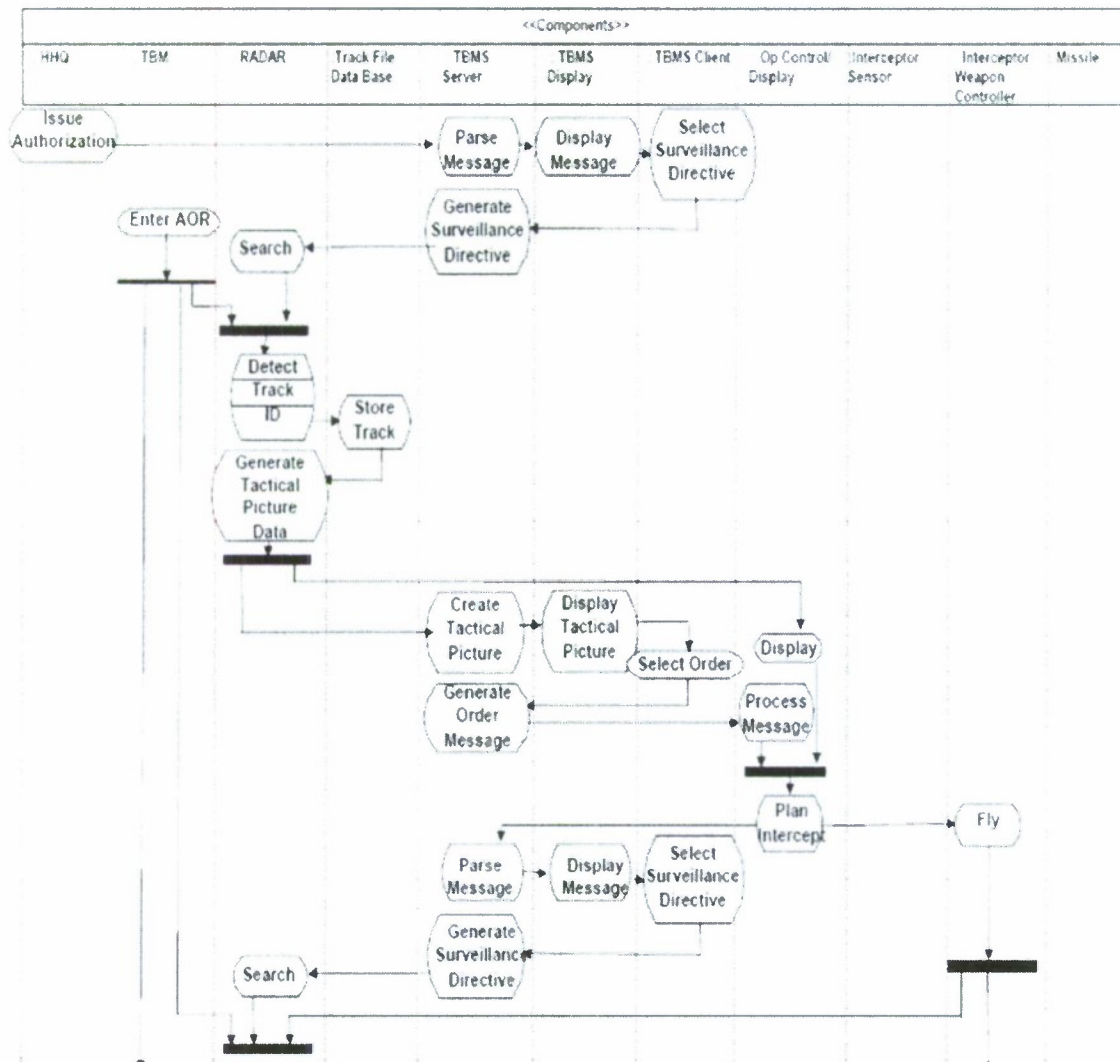 <<Components>>
HHQ
TBM
RADAR
Track File
Data Base
TBMS
Server
TBMS
Display
TBMS Client
Op Control/
Display
Interceptor
Sensor
Interceptor
Weapon
Controller
Missile
Issue
Authorization
Parse
Message
Display
Message
Select
Surveillance
Directive
Enter AOR
Generate
Surveillance
Directive
Search
Detect
Track
ID
Store
Track
Generate
Tactical
Picture
Data
Create
Tactical
Picture
Display
Tactical
Picture
Select Order
Display
Generate
Order
Message
Process
Message
Plan
Intercept
Fly
Parse
Message
Display
Message
Select
Surveillance
Directive
Generate
Surveillance
Directive
Search